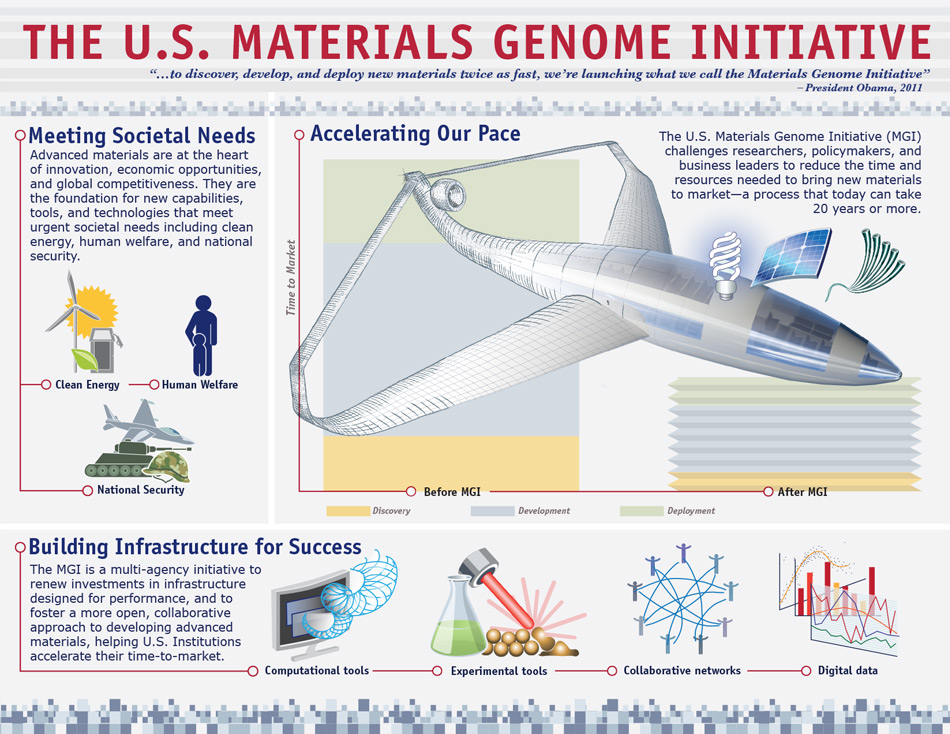 THE U.S. MATERIALS GENOME INITIATIVE
“...to discover, develop, and deploy new materials twice as fast, we’re launching what we call the Materials Genome Initiative”
– President Obama, 2011
Meeting Societal Needs
Advanced materials are at the heart
of innovation, economic opportunities,
and global competitiveness. They are
the foundation for new capabilities,
tools, and technologies that meet
urgent societal needs including clean
energy, human welfare, and national
security.
Clean Energy
Human Welfare
National Security
Accelerating Our Pace
The U.S. Materials Genome Initiative (MGI)
challenges researchers, policymakers, and
business leaders to reduce the time and
resources needed to bring new materials
to market—a process that today can take
20 years or more.
Time to Market
Before MGI
After MGI
Discovery
Development
Deployment
Building Infrastructure for Success
The MGI is a multi-agency initiative to
renew investments in infrastructure
designed for performance, and to
foster a more open, collaborative
approach to developing advanced
materials, helping U.S. Institutions
accelerate their time-to-market.
Computational tools
Experimental tools
Collaborative networks
Digital data